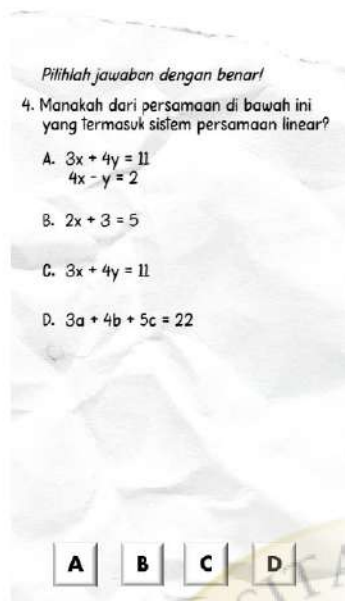 Pilihlah jawaban dengan benar!
4. Manakah dari persamaan di bawah ini
yang termasuk sistem persamaan linear?
A. 3x + 4y = 11
4x - y = 2
B. 2x + 3 = 5
C. 3x + 4y = 11
D. 3a + 4b + 5c = 22
A B C D